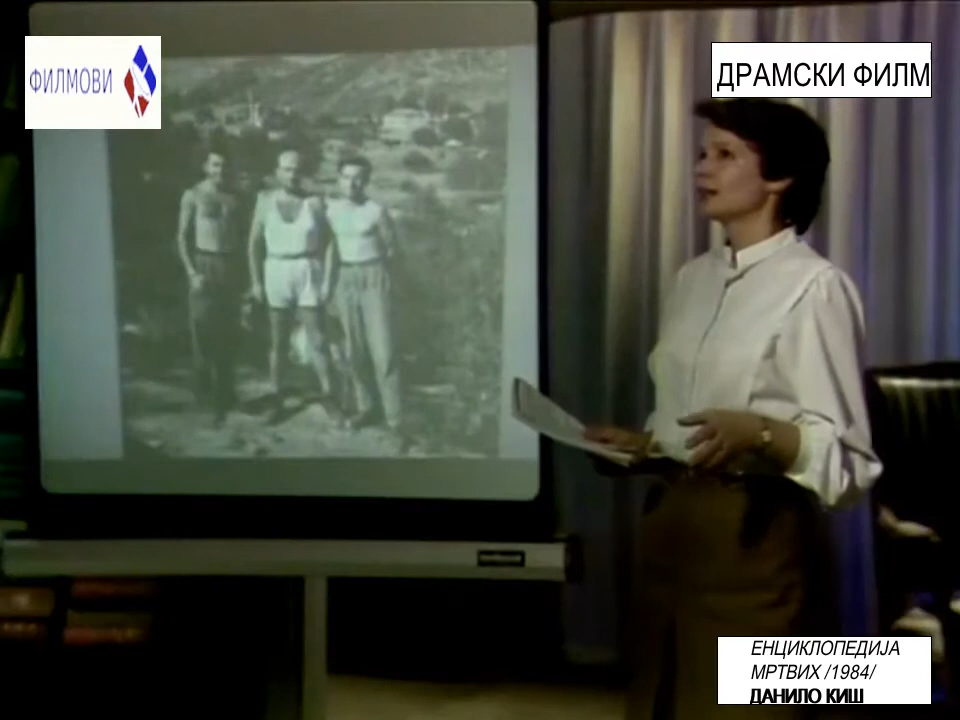 ФИЛМОВИ
ДРАМСКИ ФИЛМ
ЕНЦИКЛОПЕДИЈА
МРТВИХ /1984/
ДАНИЛО КИШ